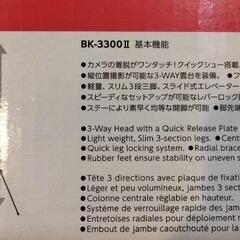 BK-3300Ⅱ 基本機能
● カメラの着脱がワンタッチ！クイックシュー搭載
● 縦位置撮影が可能な3-WAY雲台を装備。
● 軽量、スリム3段三脚。スライド式エレベー
● スピーディなセットアップが可能なレバーロック
● ステーにより素早く均等な開脚が可能 ● 脚先
● 3-Way Head with a Quick Release Plate
● Light weight, Slim 3-section legs. ● Cent
● Quick leg locking system. ● Radial brace
● Rubber feet ensure stability on uneven s
● Tête 3 directions avec plaque de fixati
● Léger et peu volumineux, jambes 3 secti
● Colonne centrale réglable en hauteur.
● Système de verrouillage rapide des jam
● Entretoises radiales pour le déploiement
● Embout de jambe caoutchouté pour la